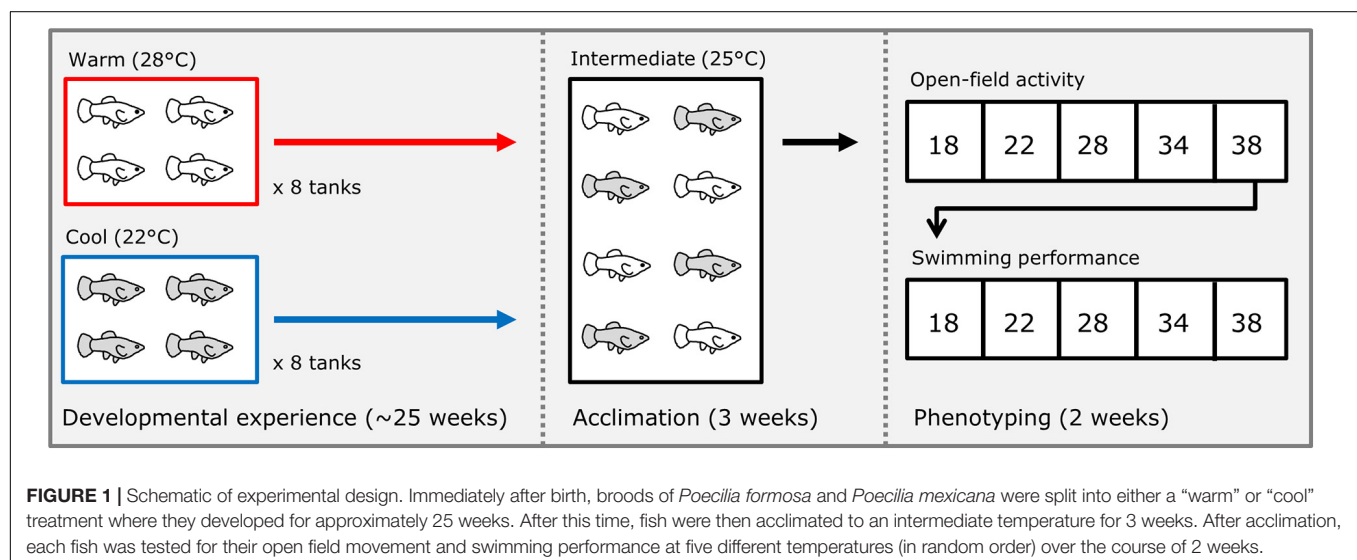 Warm (28°C)
x 8 tanks
Cool (22°C)
x 8 tanks
Developmental experience (~25 weeks)
Intermediate (25°C)
Acclimation (3 weeks)
Open-field activity
18 22 28 34 38
Swimming performance
18 22 28 34 38
Phenotyping (2 weeks)
FIGURE 1 | Schematic of experimental design. Immediately after birth, broods of Poecilia formosa and Poecilia mexicana were split into either a “warm” or “cool”
treatment where they developed for approximately 25 weeks. After this time, fish were then acclimated to an intermediate temperature for 3 weeks. After acclimation,
each fish was tested for their open field movement and swimming performance at five different temperatures (in random order) over the course of 2 weeks.